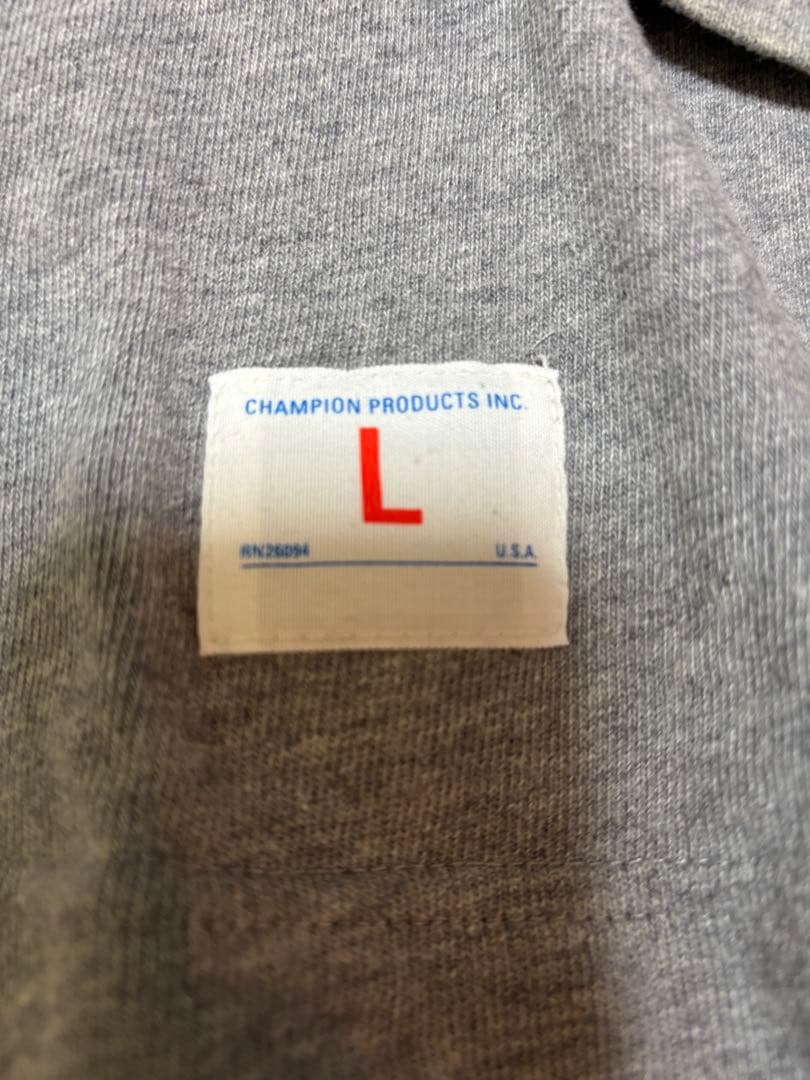 CHAMPION PRODUCTS INC.
L
RN26094 U.S.A.